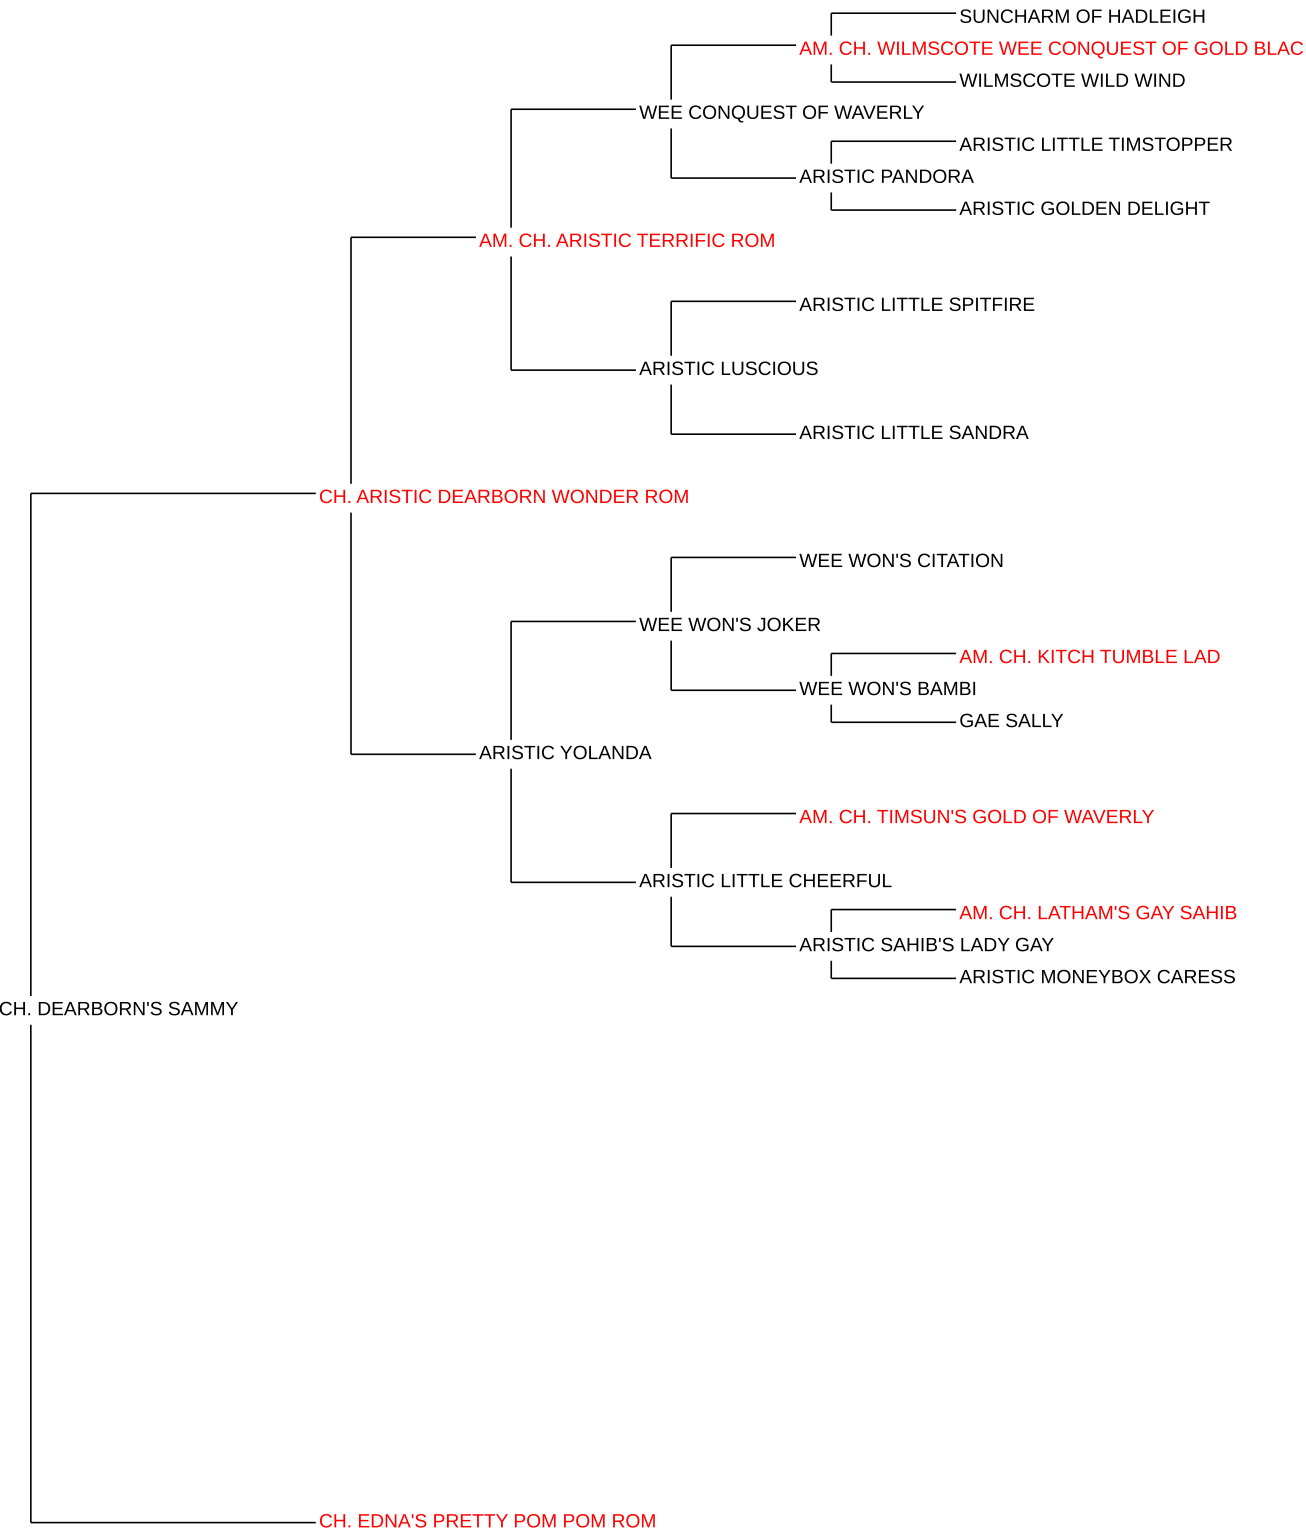 SUNCHARM OF HADLEIGH
AM. CH. WILMSCOTE WEE CONQUEST OF GOLD BLAC
WILMSCOTE WILD WIND
WEE CONQUEST OF WAVERLY
ARISTIC LITTLE TIMSTOPPER
ARISTIC PANDORA
ARISTIC GOLDEN DELIGHT
AM. CH. ARISTIC TERRIFIC ROM
ARISTIC LITTLE SPITFIRE
ARISTIC LUSCIOUS
ARISTIC LITTLE SANDRA
CH. ARISTIC DEARBORN WONDER ROM
WEE WON'S CITATION
WEE WON'S JOKER
AM. CH. KITCH TUMBLE LAD
WEE WON'S BAMBI
GAE SALLY
ARISTIC YOLANDA
AM. CH. TIMSUN'S GOLD OF WAVERLY
ARISTIC LITTLE CHEERFUL
AM. CH. LATHAM'S GAY SAHIB
ARISTIC SAHIB'S LADY GAY
ARISTIC MONEYBOX CARESS
CH. DEARBORN'S SAMMY
CH. EDNA'S PRETTY POM POM ROM